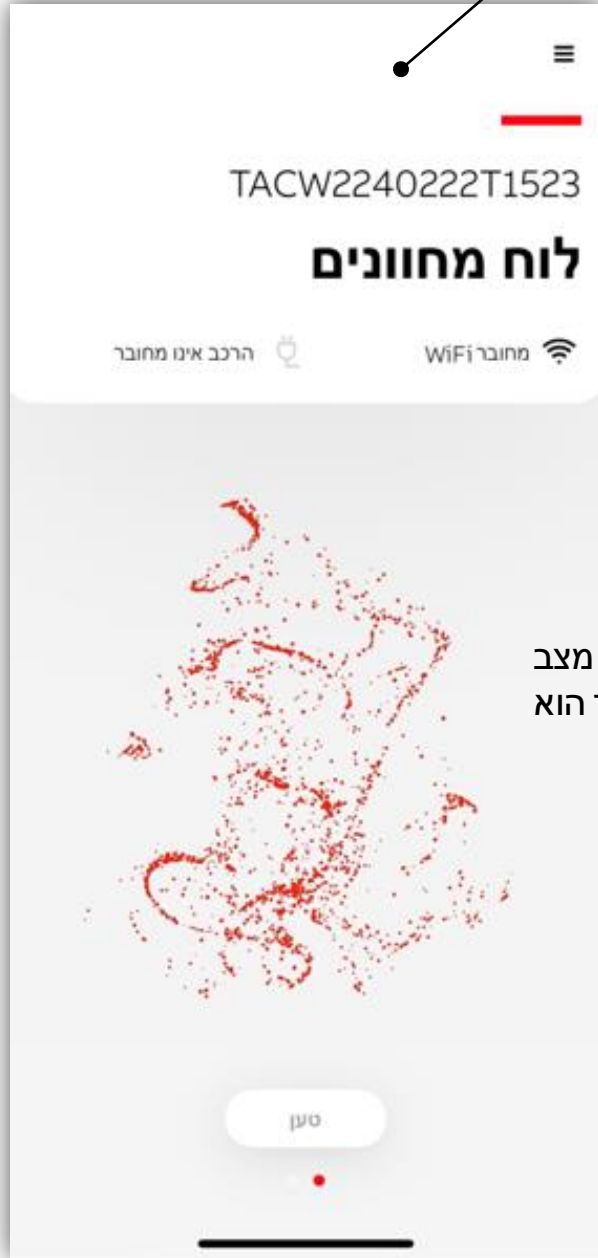 TACW2240222T1523
לוח מחוונים
מחובר WiFi
הרכב אינו מחובר
מצב
הוא
טען